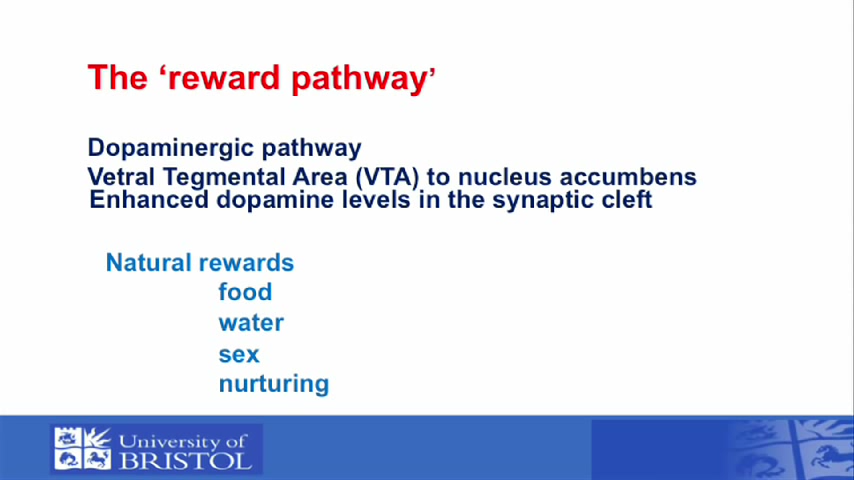 The ‘reward pathway’
Dopaminergic pathway
Vetral Tegmental Area (VTA) to nucleus accumbens
Enhanced dopamine levels in the synaptic cleft
Natural rewards
food
water
sex
nurturing
University of
BRISTOL